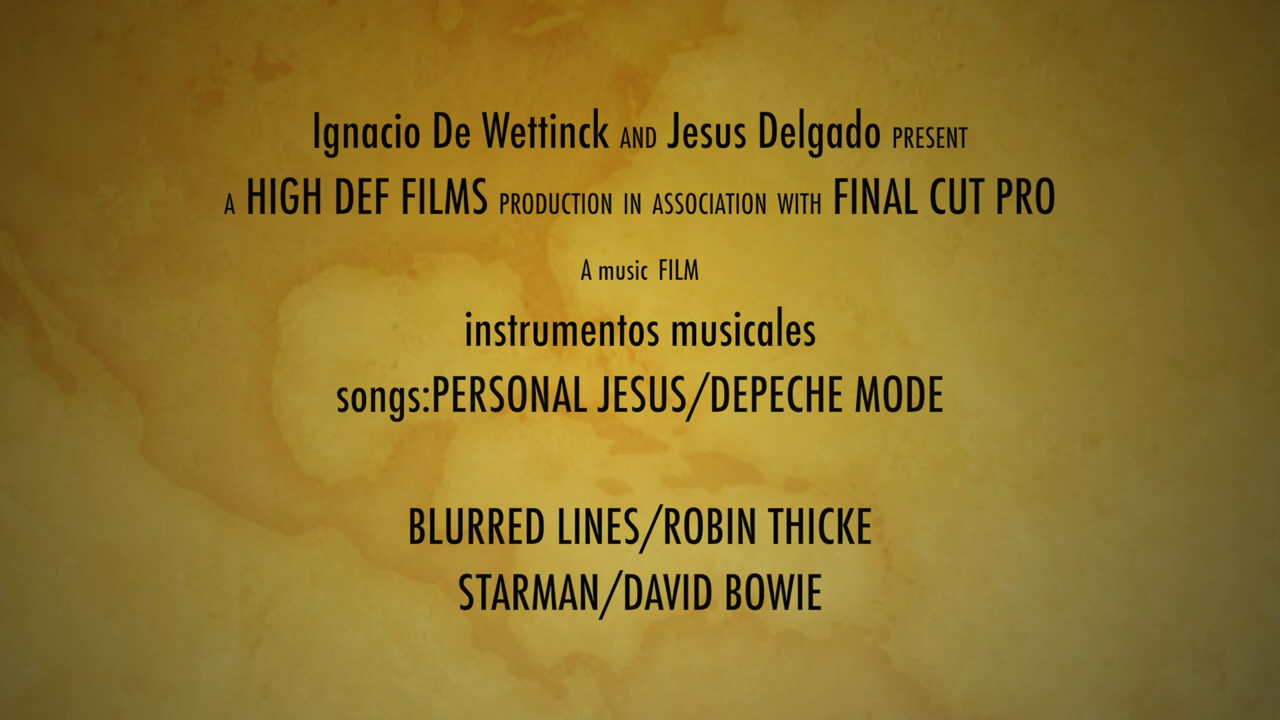 Ignacio De Wettinck AND Jesus Delgado PRESENT
A HIGH DEF FILMS PRODUCTION IN ASSOCIATION WITH FINAL CUT PRO
A music FILM
instrumentos musicales
songs:PERSONAL JESUS/DEPECHE MODE
BLURRED LINES/ROBIN THICKE
STARMAN/DAVID BOWIE